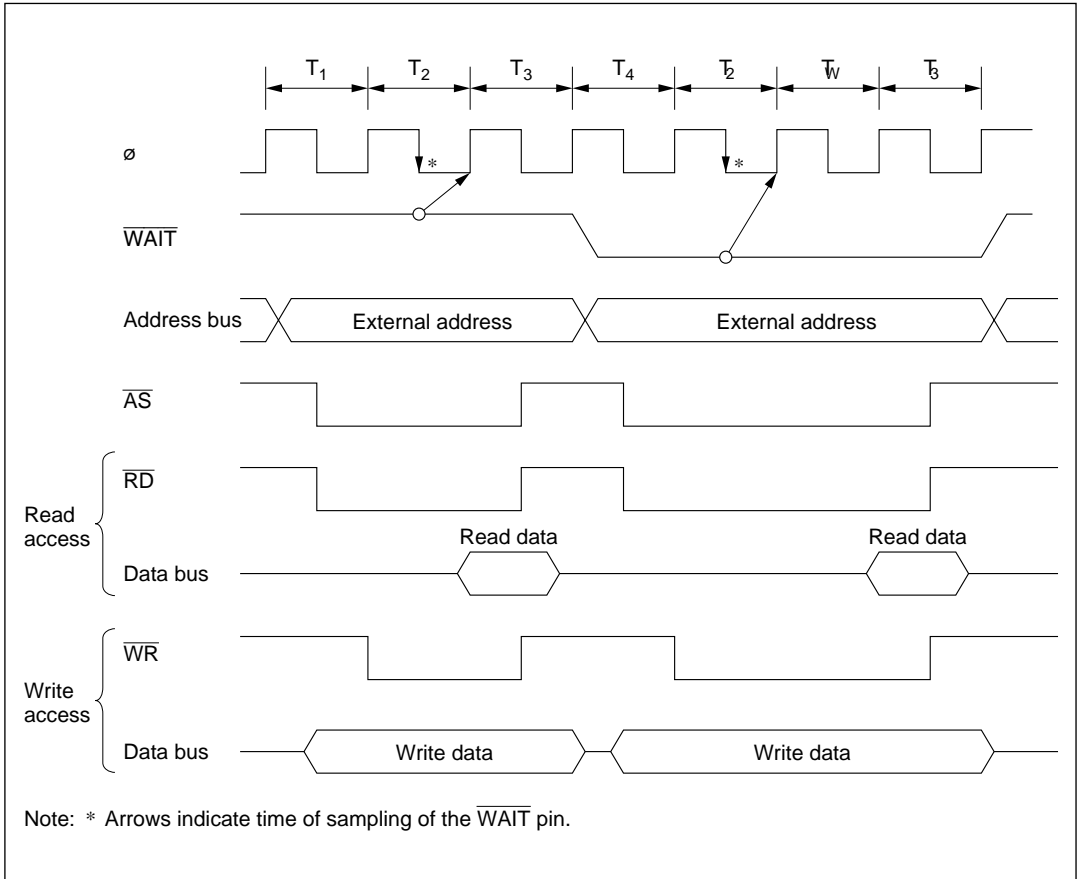 T1 T2 T3 T4 T2 TW T3
ø
*
*
WAIT
Address bus
External address
External address
AS
Read access
RD
Read data
Read data
Data bus
Write access
WR
Data bus
Write data
Write data
Note: * Arrows indicate time of sampling of the WAIT pin.